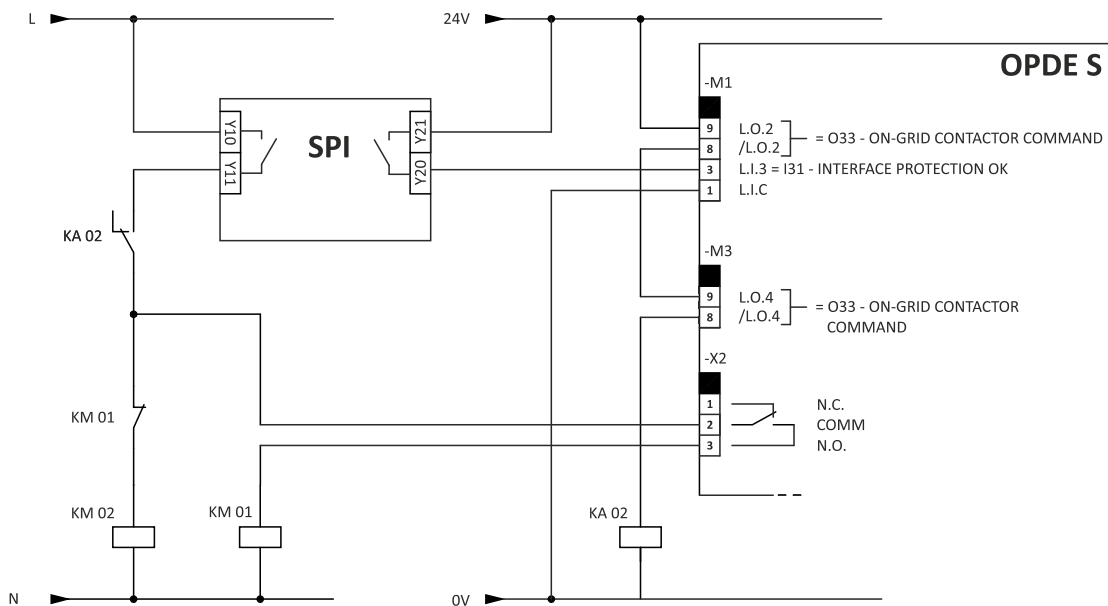 L
24V
OPDE S
-M1
Y10
Y11
SPI
Y21
Y20
9
L.O.2
8
/L.O.2
= O33 - ON-GRID CONTACTOR COMMAND
3
L.I.3 = I31 - INTERFACE PROTECTION OK
1
L.I.C
KA 02
-M3
9
L.O.4
8
/L.O.4
= O33 - ON-GRID CONTACTOR
COMMAND
-X2
1
N.C.
KM 01
2
COMM
3
N.O.
KM 02
KM 01
KA 02
N
0V